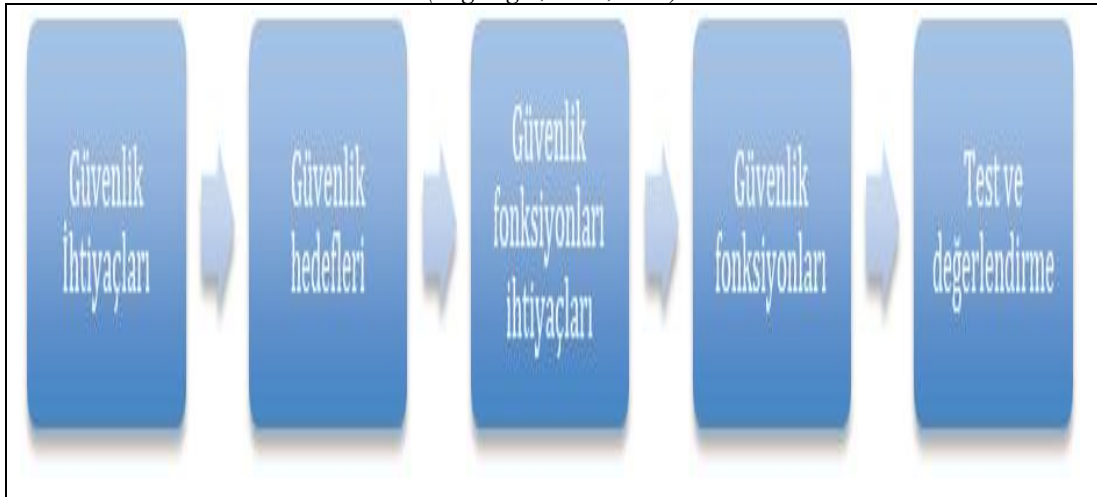 Güvenlik
İhtiyaçları
Güvenlik
hedefleri
Güvenlik
fonksiyonları
ihtiyaçları
Güvenlik
fonksiyonları
Test ve
değerlendirme